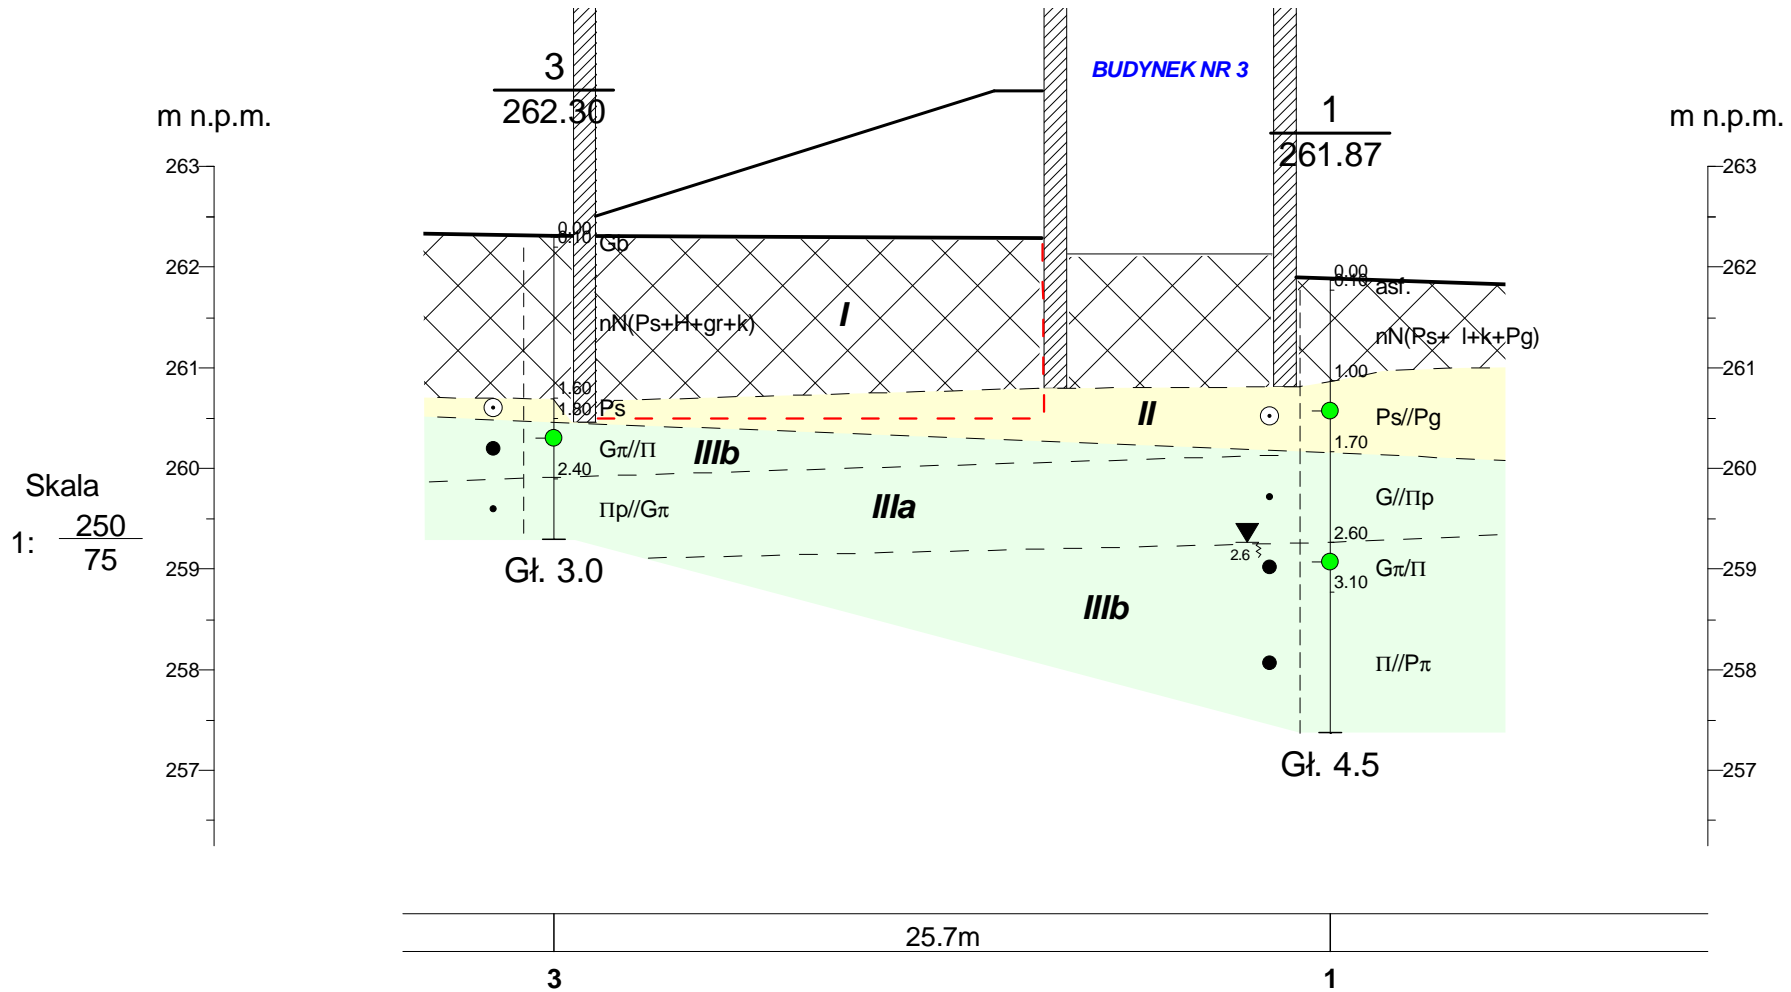 BUDYNEK NR 3
3
262.30
1
261.87
m n.p.m.
m n.p.m.
263
262
261
260
259
258
257
263
262
261
260
259
258
257
Skala
1: 250
75
0.00
0.10
Gb
nN(Ps+H+gr+k)
1.60
1.80
Ps
Gπ//Π
2.40
Πp//Gπ
Gł. 3.0
I
II
IIIb
IIIa
IIIb
0.00
0.10
asf.
nN(Ps+ I+k+Pg)
1.00
Ps//Pg
1.70
G//Πp
2.60
2.6
Gπ/Π
3.10
Π//Pπ
Gł. 4.5
25.7m
3
1